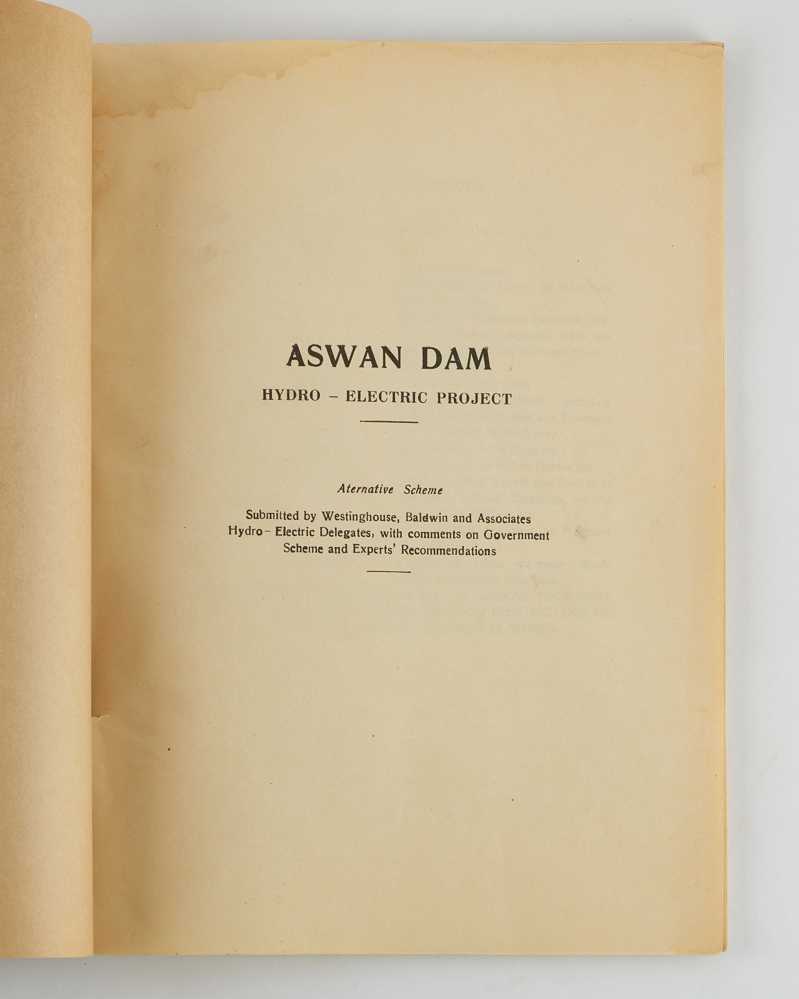 ASWAN DAM
HYDRO – ELECTRIC PROJECT
Aternative Scheme
Submitted by Westinghouse, Baldwin and Associates
Hydro – Electric Delegates, with comments on Government
Scheme and Experts' Recommendations